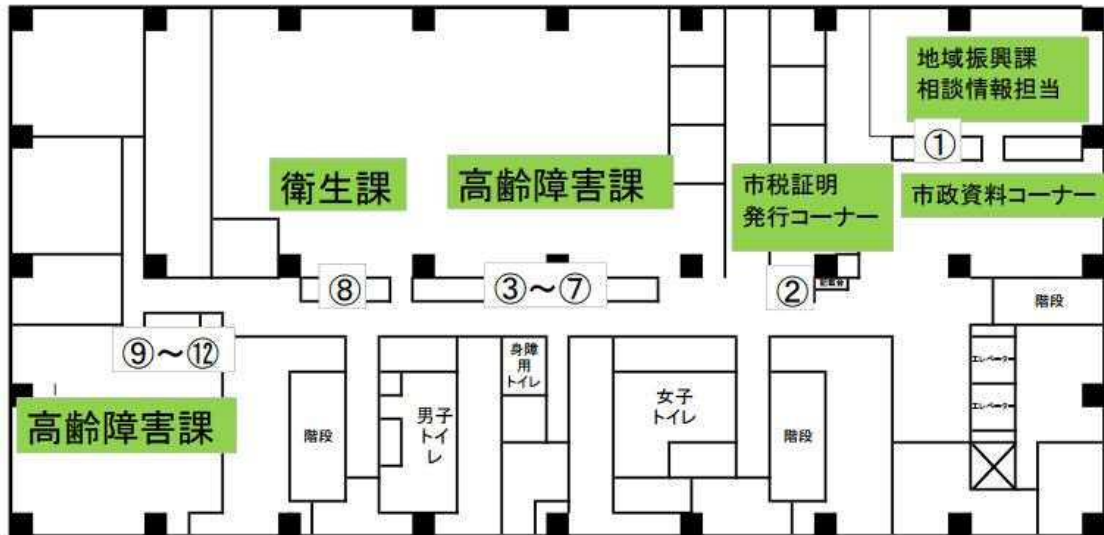 地域振興課
相談情報担当
①
衛生課
高齢障害課
市税証明
発行コーナー
市政資料コーナー
⑧
③～⑦
②
記載台
階段
⑨～⑫
身障
用
トイレ
エレベーター
エレベーター
高齢障害課
階段
男子
トイ
レ
女子
トイレ
階段